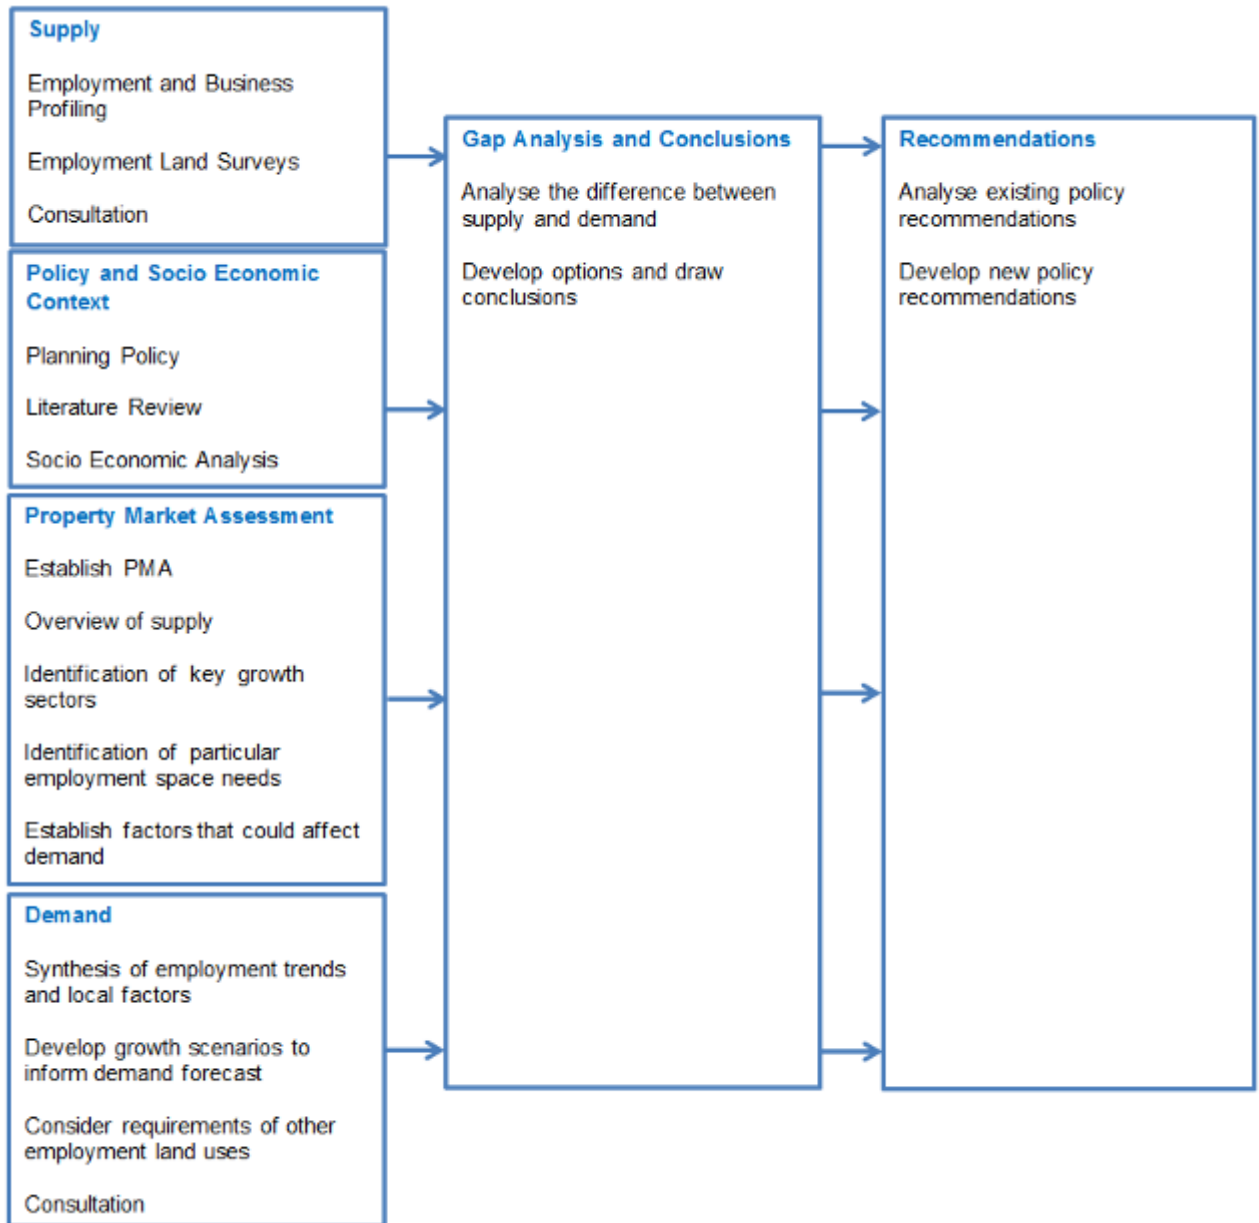 Supply
Employment and Business
Profiling
Employment Land Surveys
Consultation
Policy and Socio Economic
Context
Planning Policy
Literature Review
Socio Economic Analysis
Property Market Assessment
Establish PMA
Overview of supply
Identification of key growth
sectors
Identification of particular
employment space needs
Establish factors that could affect
demand
Demand
Synthesis of employment trends
and local factors
Develop growth scenarios to
inform demand forecast
Consider requirements of other
employment land uses
Consultation
Gap Analysis and Conclusions
Analyse the difference between
supply and demand
Develop options and draw
conclusions
Recommendations
Analyse existing policy
recommendations
Develop new policy
recommendations